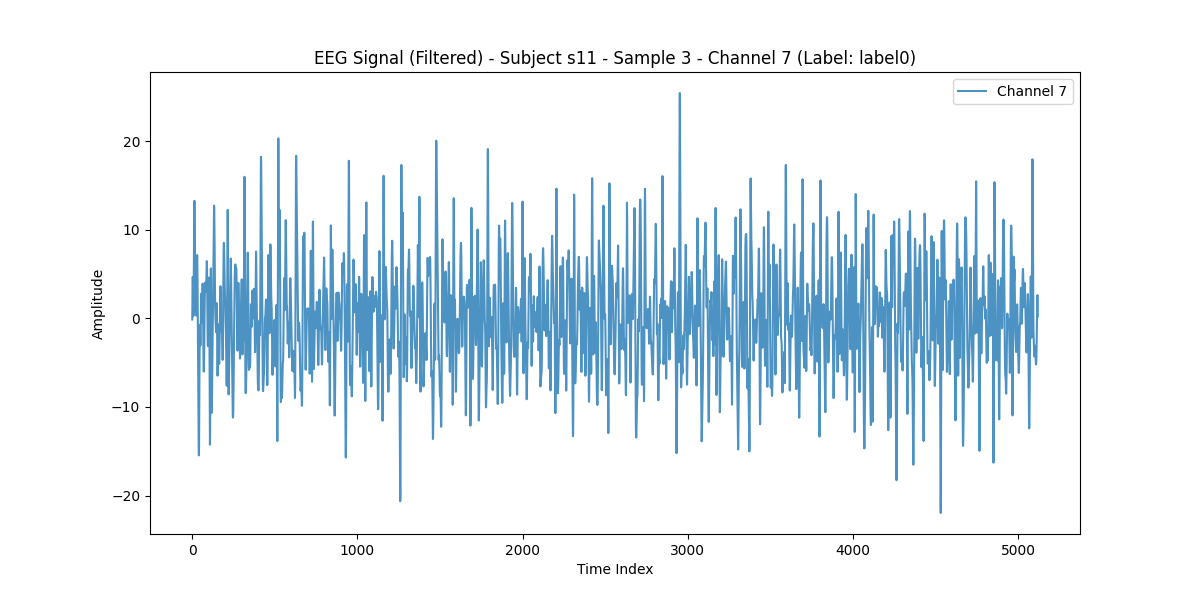 EEG Signal (Filtered) - Subject s11 - Sample 3 - Channel 7 (Label: label0)
Channel 7
20
10
0
−10
−20
Amplitude
0 1000 2000 3000 4000 5000
Time Index